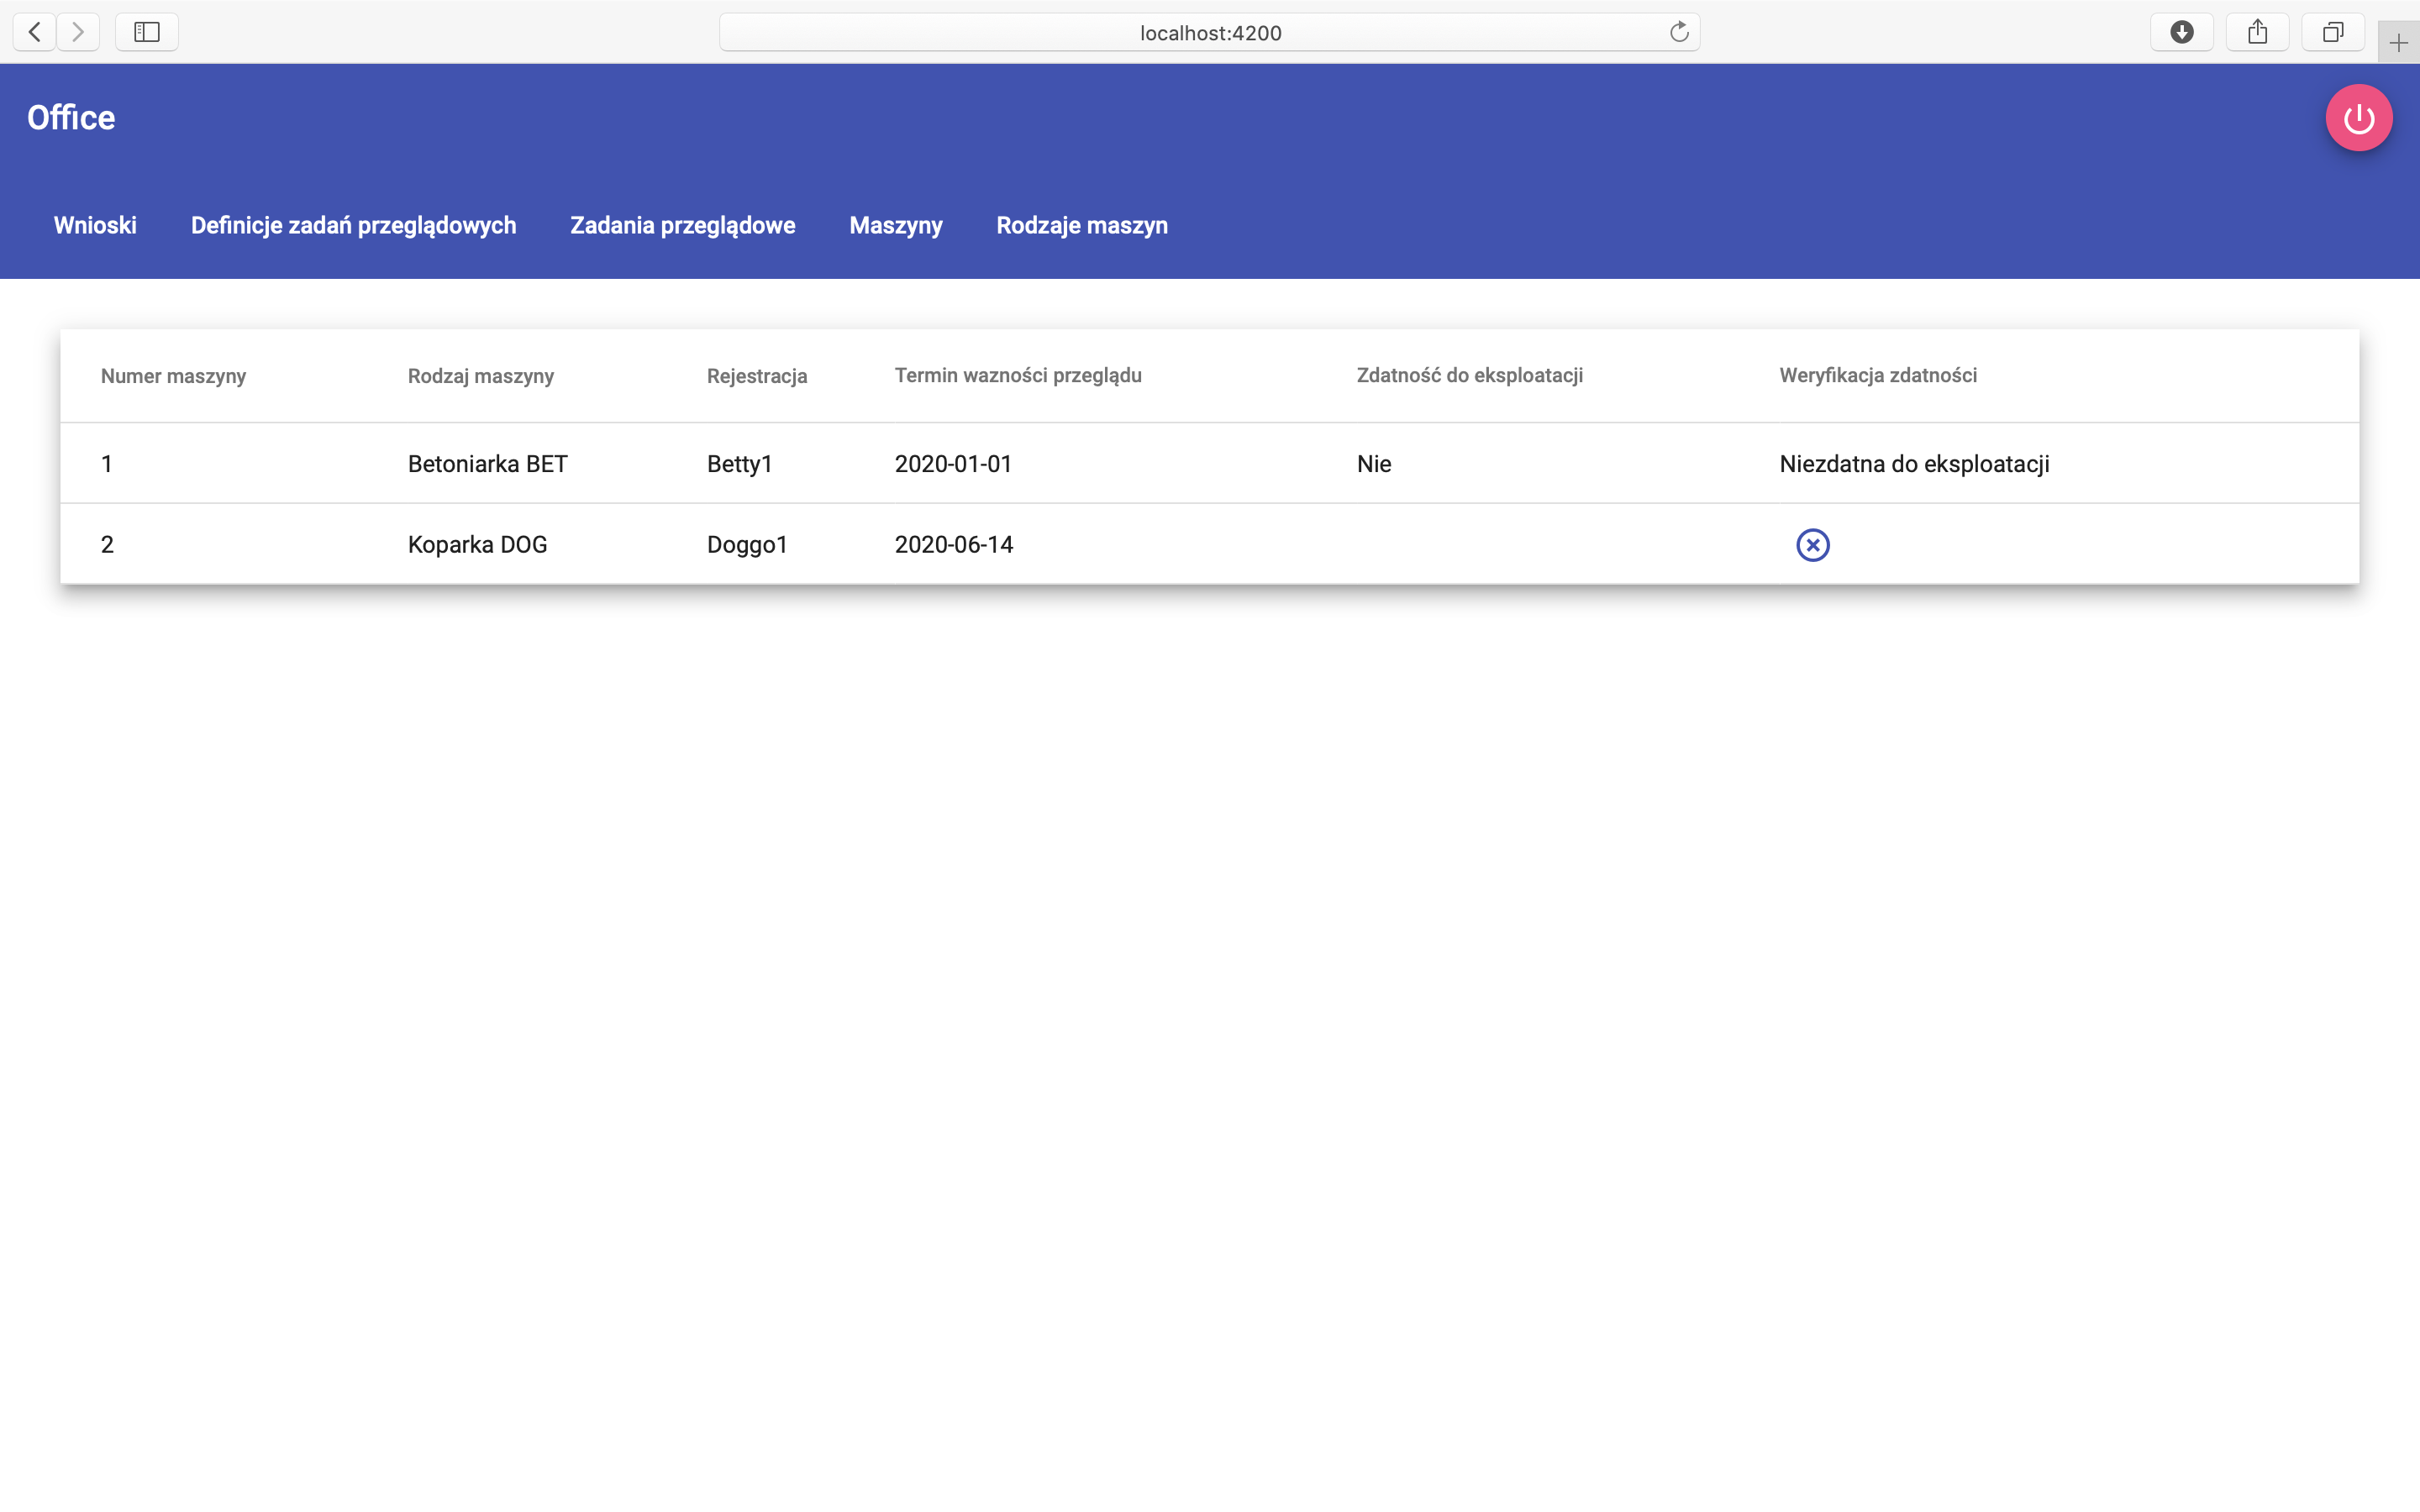 localhost:4200
Office
Wnioski Definicje zadań przeglądowych Zadania przeglądowe Maszyny Rodzaje maszyn
Numer maszyny Rodzaj maszyny Rejestracja Termin wazności przeglądu Zdatność do eksploatacji Weryfikacja zdatności
1 Betoniarka BET Betty1 2020-01-01 Nie Niezdatna do eksploatacji
2 Koparka DOG Doggo1 2020-06-14